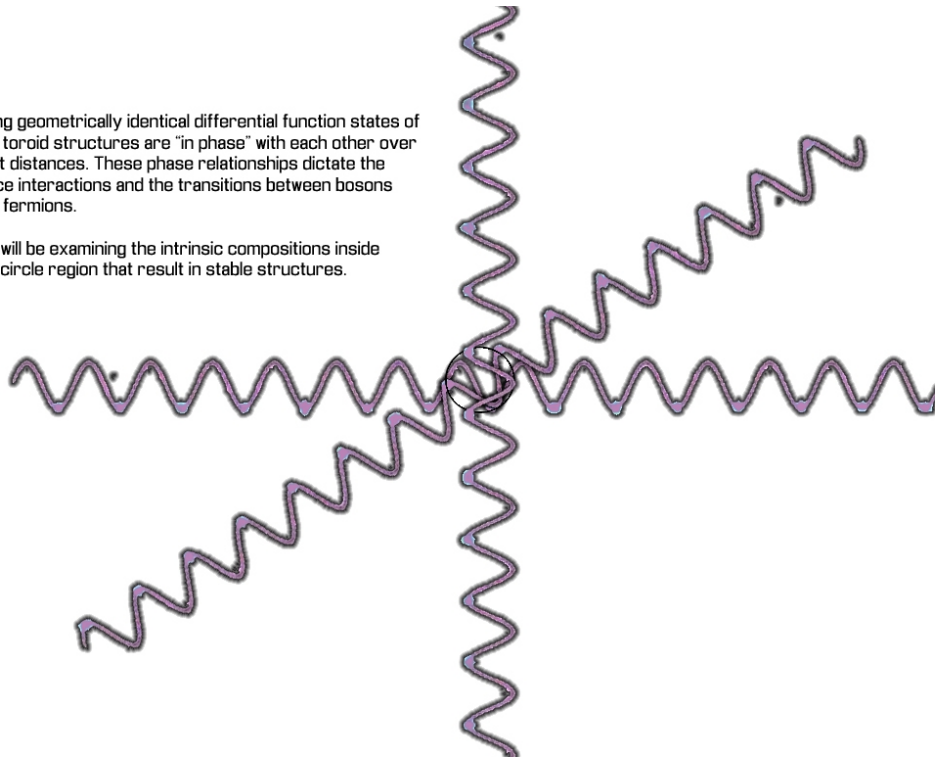 ng geometrically identical differential function states of
toroid structures are “in phase” with each other over
t distances. These phase relationships dictate the
ce interactions and the transitions between bosons
fermions.
will be examining the intrinsic compositions inside
circle region that result in stable structures.